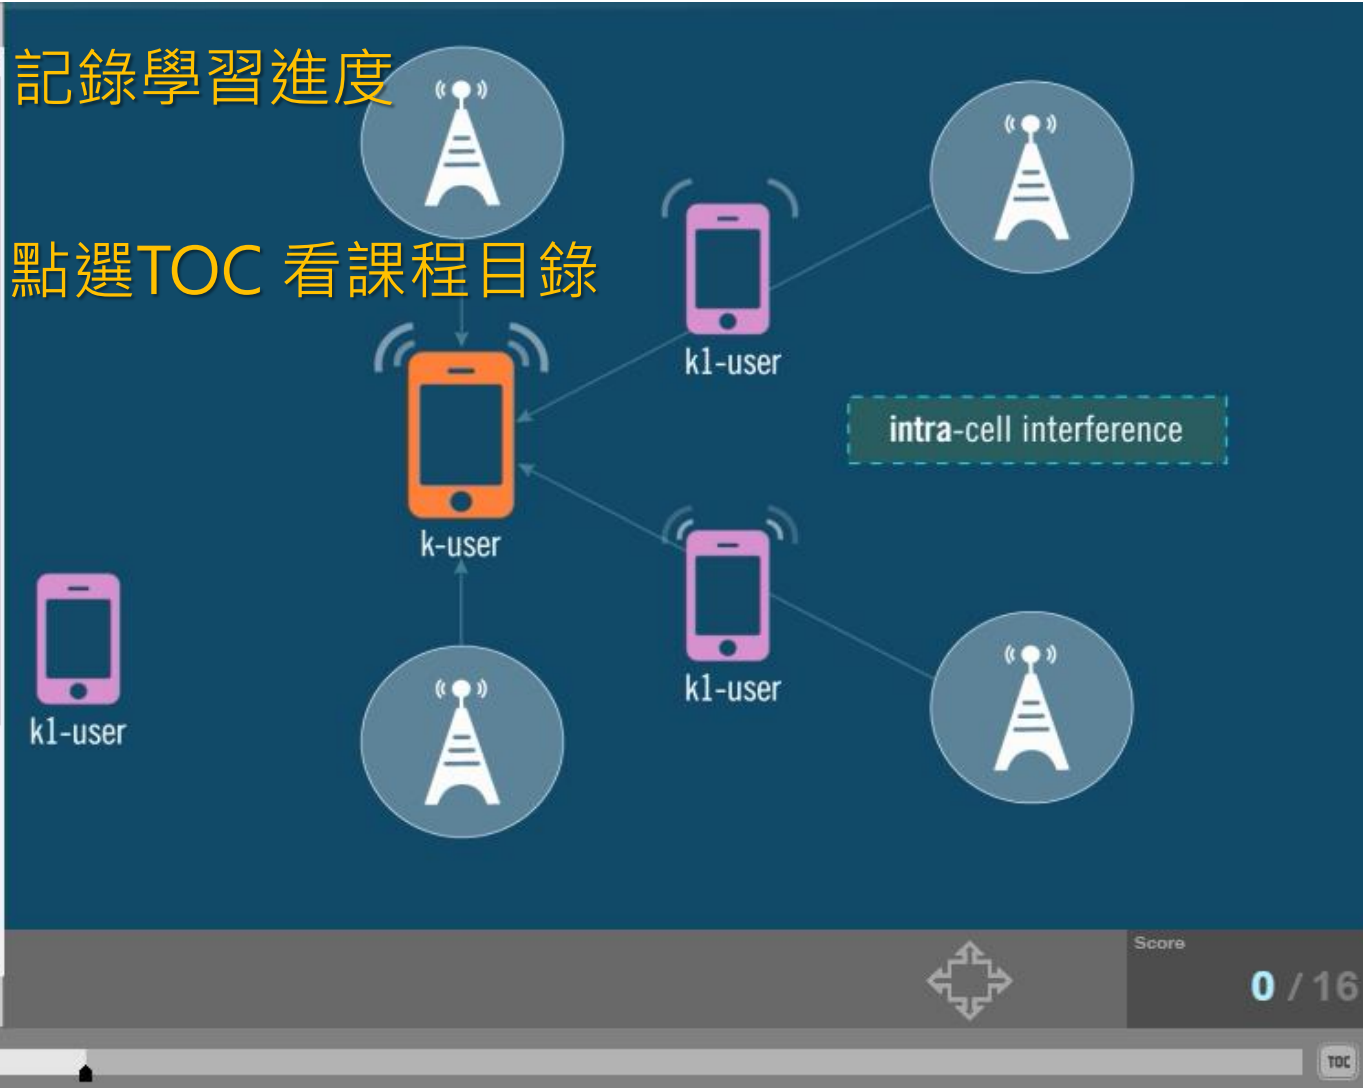 記錄學習進度
點選TOC 看課程目錄
k1-user
intra-cell interference
k-user
k1-user
k1-user
Score
0 / 16
TOC